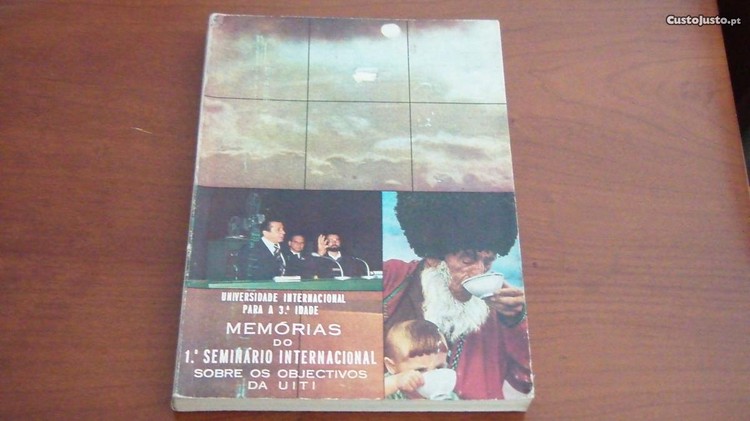 CustoJusto.pt
UNIVERSIDADE INTERNACIONAL
PARA A 3.ª IDADE
MEMÓRIAS
DO
1.º SEMINÁRIO INTERNACIONAL
SOBRE OS OBJECTIVOS
DA UITI